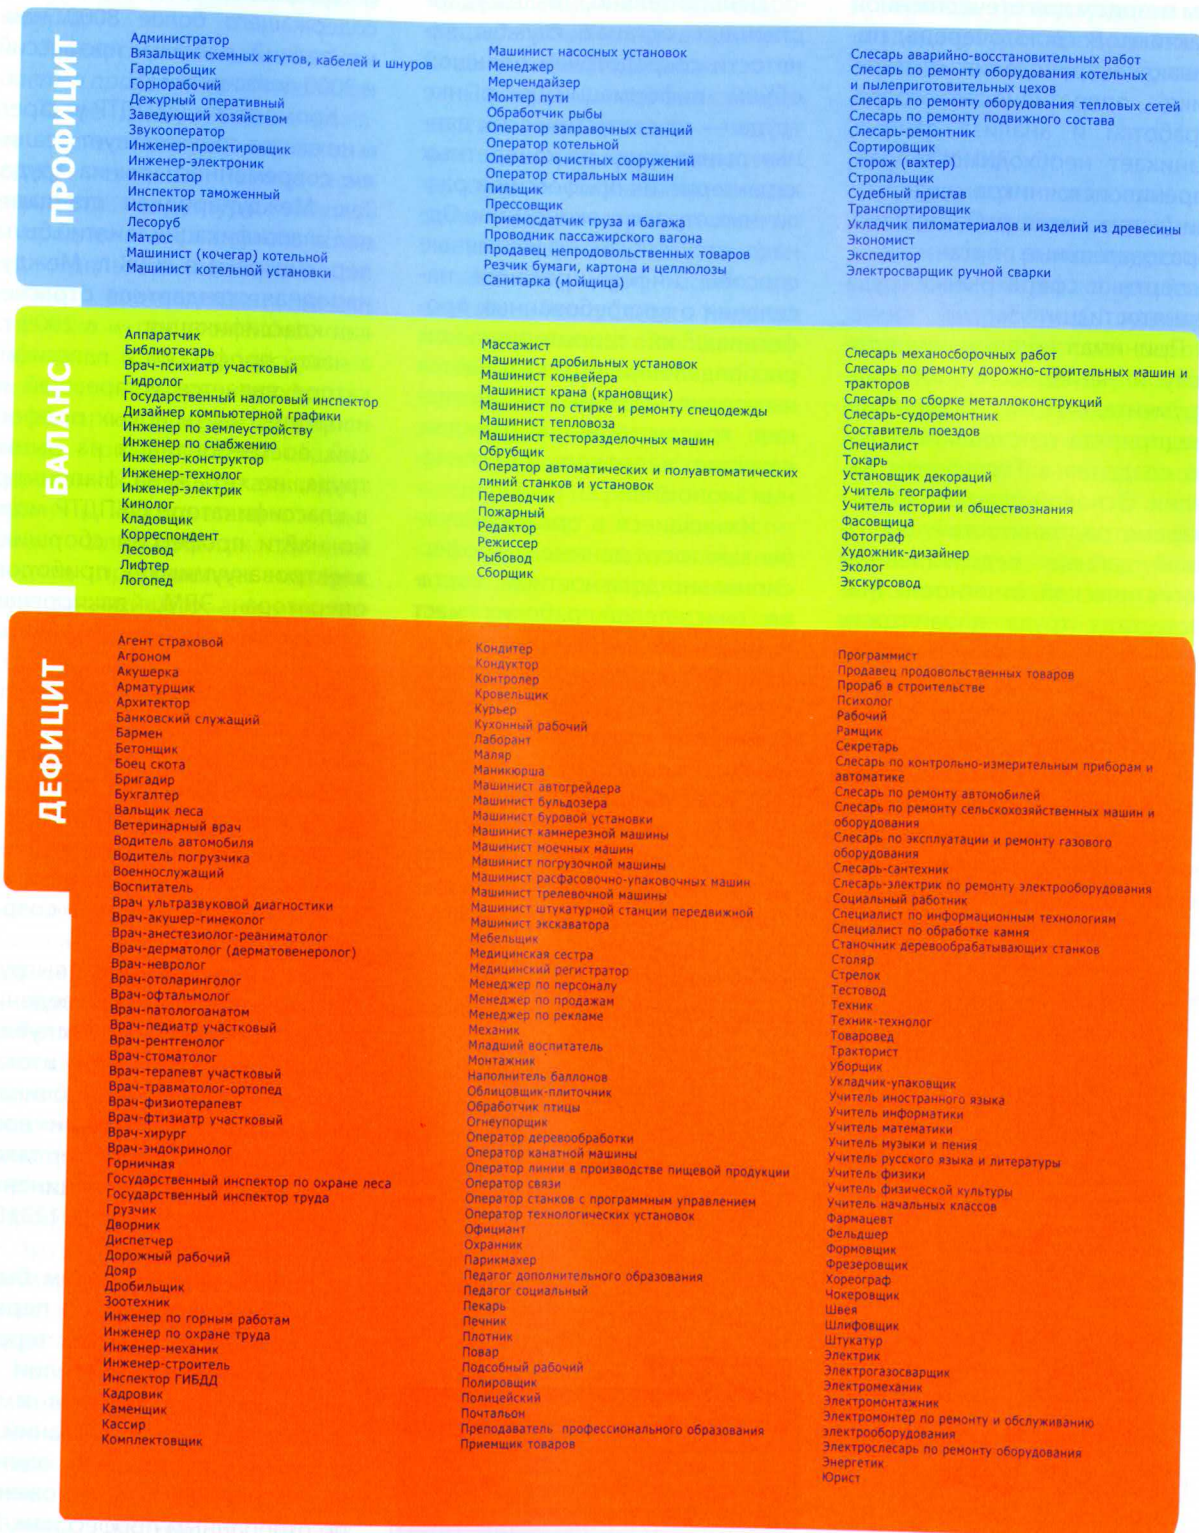 ПРОФИЦИТ
Администратор
Вязальщик схемных жгутов, кабелей и шнуров
Гардеробщик
Горнорабочий
Дежурный оперативный
Заведующий хозяйством
Звукооператор
Инженер-проектировщик
Инженер-электроник
Инкассатор
Инспектор таможенный
Истопник
Лесоруб
Матрос
Машинист (кочегар) котельной
Машинист котельной установки
Машинист насосных установок
Менеджер
Мерчендайзер
Монтер пути
Обработчик рыбы
Оператор заправочных станций
Оператор котельной
Оператор очистных сооружений
Оператор стиральных машин
Пильщик
Прессовщик
Приемосдатчик груза и багажа
Проводник пассажирского вагона
Продавец непродовольственных товаров
Резчик бумаги, картона и целлюлозы
Санитарка (мойщица)
Слесарь аварийно-восстановительных работ
Слесарь по ремонту оборудования котельных
и пылеприготовительных цехов
Слесарь по ремонту оборудования тепловых сетей
Слесарь по ремонту подвижного состава
Слесарь-ремонтник
Сортировщик
Сторож (вахтер)
Стропальщик
Судебный пристав
Транспортировщик
Укладчик пиломатериалов и изделий из древесины
Экономист
Экспедитор
Электросварщик ручной сварки
БАЛАНС
Аппаратчик
Библиотекарь
Врач-психиатр участковый
Гидролог
Государственный налоговый инспектор
Дизайнер компьютерной графики
Инженер по землеустройству
Инженер по снабжению
Инженер-конструктор
Инженер-технолог
Инженер-электрик
Кинолог
Кладовщик
Корреспондент
Лесовод
Лифтер
Логопед
Массажист
Машинист дробильных установок
Машинист конвейера
Машинист крана (крановщик)
Машинист по стирке и ремонту спецодежды
Машинист тепловоза
Машинист тесторазделочных машин
Обрубщик
Оператор автоматических и полуавтоматических
линий станков и установок
Переводчик
Пожарный
Редактор
Режиссер
Рыбовод
Сборщик
Слесарь механосборочных работ
Слесарь по ремонту дорожно-строительных машин и
тракторов
Слесарь по сборке металлоконструкций
Слесарь-судоремонтник
Составитель поездов
Специалист
Токарь
Установщик декораций
Учитель географии
Учитель истории и обществознания
Фасовщица
Фотограф
Художник-дизайнер
Эколог
Экскурсовод
ДЕФИЦИТ
Агент страховой
Агроном
Акушерка
Арматурщик
Архитектор
Банковский служащий
Бармен
Бетонщик
Боец скота
Бригадир
Бухгалтер
Вальщик леса
Ветеринарный врач
Водитель автомобиля
Водитель погрузчика
Военнослужащий
Воспитатель
Врач ультразвуковой диагностики
Врач-акушер-гинеколог
Врач-анестезиолог-реаниматолог
Врач-дерматолог (дерматовенеролог)
Врач-невролог
Врач-отоларинголог
Врач-офтальмолог
Врач-патологоанатом
Врач-педиатр участковый
Врач-рентгенолог
Врач-стоматолог
Врач-терапевт участковый
Врач-травматолог-ортопед
Врач-физиотерапевт
Врач-фтизиатр участковый
Врач-хирург
Врач-эндокринолог
Горничная
Государственный инспектор по охране леса
Государственный инспектор труда
Грузчик
Дворник
Диспетчер
Дорожный рабочий
Дояр
Дробильщик
Зоотехник
Инженер по горным работам
Инженер по охране труда
Инженер-механик
Инженер-строитель
Инспектор ГИБДД
Кадровик
Каменщик
Кассир
Комплектовщик
Кондитер
Кондуктор
Контролер
Кровельщик
Курьер
Кухонный рабочий
Лаборант
Маляр
Маникюрша
Машинист автогрейдера
Машинист бульдозера
Машинист буровой установки
Машинист камнерезной машины
Машинист моечных машин
Машинист погрузочной машины
Машинист расфасовочно-упаковочных машин
Машинист трелевочной машины
Машинист штукатурной станции передвижной
Машинист экскаватора
Мебельщик
Медицинская сестра
Медицинский регистратор
Менеджер по персоналу
Менеджер по продажам
Менеджер по рекламе
Механик
Младший воспитатель
Монтажник
Наполнитель баллонов
Облицовщик-плиточник
Обработчик птицы
Огнеупорщик
Оператор деревообработки
Оператор канатной машины
Оператор линии в производстве пищевой продукции
Оператор связи
Оператор станков с программным управлением
Оператор технологических установок
Официант
Охранник
Парикмахер
Педагог дополнительного образования
Педагог социальный
Пекарь
Печник
Плотник
Повар
Подсобный рабочий
Полировщик
Полицейский
Почтальон
Преподаватель профессионального образования
Приемщик товаров
Программист
Продавец продовольственных товаров
Прораб в строительстве
Психолог
Рабочий
Рамщик
Секретарь
Слесарь по контрольно-измерительным приборам и
автоматике
Слесарь по ремонту автомобилей
Слесарь по ремонту сельскохозяйственных машин и
оборудования
Слесарь по эксплуатации и ремонту газового
оборудования
Слесарь-сантехник
Слесарь-электрик по ремонту электрооборудования
Социальный работник
Специалист по информационным технологиям
Специалист по обработке камня
Станочник деревообрабатывающих станков
Столяр
Стрелок
Тестовод
Техник
Техник-технолог
Товаровед
Тракторист
Уборщик
Укладчик-упаковщик
Учитель иностранного языка
Учитель информатики
Учитель математики
Учитель музыки и пения
Учитель русского языка и литературы
Учитель физики
Учитель физической культуры
Учитель начальных классов
Фармацевт
Фельдшер
Формовщик
Фрезеровщик
Хореограф
Чокеровщик
Швея
Шлифовщик
Штукатур
Электрик
Электрогазосварщик
Электромеханик
Электромонтажник
Электромонтер по ремонту и обслуживанию
электрооборудования
Электрослесарь по ремонту оборудования
Энергетик
Юрист